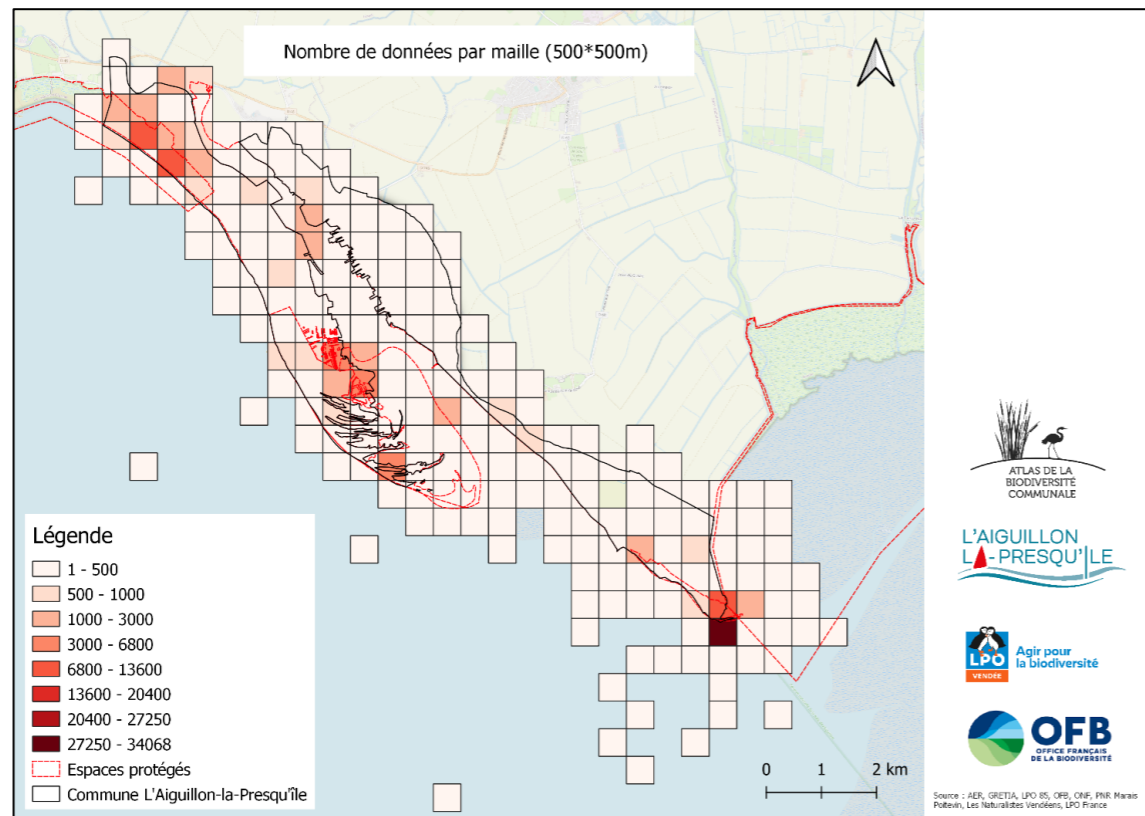 Nombre de données par maille (500*500m)
Légende
1 - 500
500 - 1000
1000 - 3000
3000 - 6800
6800 - 13600
13600 - 20400
20400 - 27250
27250 - 34068
Espaces protégés
Commune L'Aiguillon-la-Presqu'île
0 1 2 km
ATLAS DE LA
BIODIVERSITÉ
COMMUNALE
L'AIGUILLON
LA-PRESQU'ILE
LPO
VENDÉE
Agir pour
la biodiversité
OFB
OFFICE FRANÇAIS
DE LA BIODIVERSITÉ
Source : AER, GRETIA, LPO 85, OFB, ONF, PNR Marais
Poitevin, Les Naturalistes Vendéens, LPO France